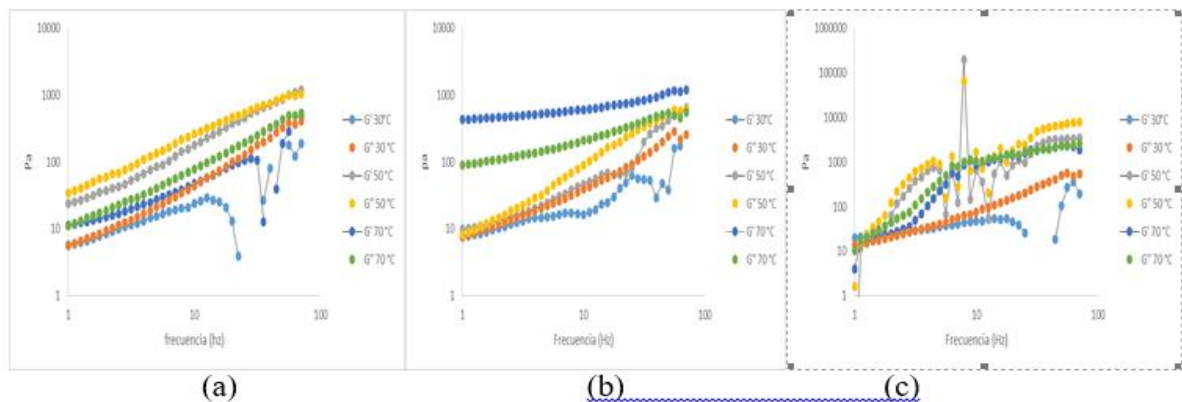 10000
1000
100
10
1
Pa
1
10
100
frecuencia (hz)
G' 30°C
G'' 30°C
G' 50°C
G'' 50°C
G' 70°C
G'' 70°C
(a)
10000
1000
100
10
1
pa
1
10
100
Frecuencia (Hz)
G' 30°C
G'' 30°C
G' 50°C
G'' 50°C
G' 70°C
G'' 70°C
(b)
1000000
100000
10000
1000
100
10
1
Pa
1
10
100
Frecuencia (Hz)
G' 30°C
G'' 30°C
G' 50°C
G'' 50°C
G' 70°C
G'' 70°C
(c)